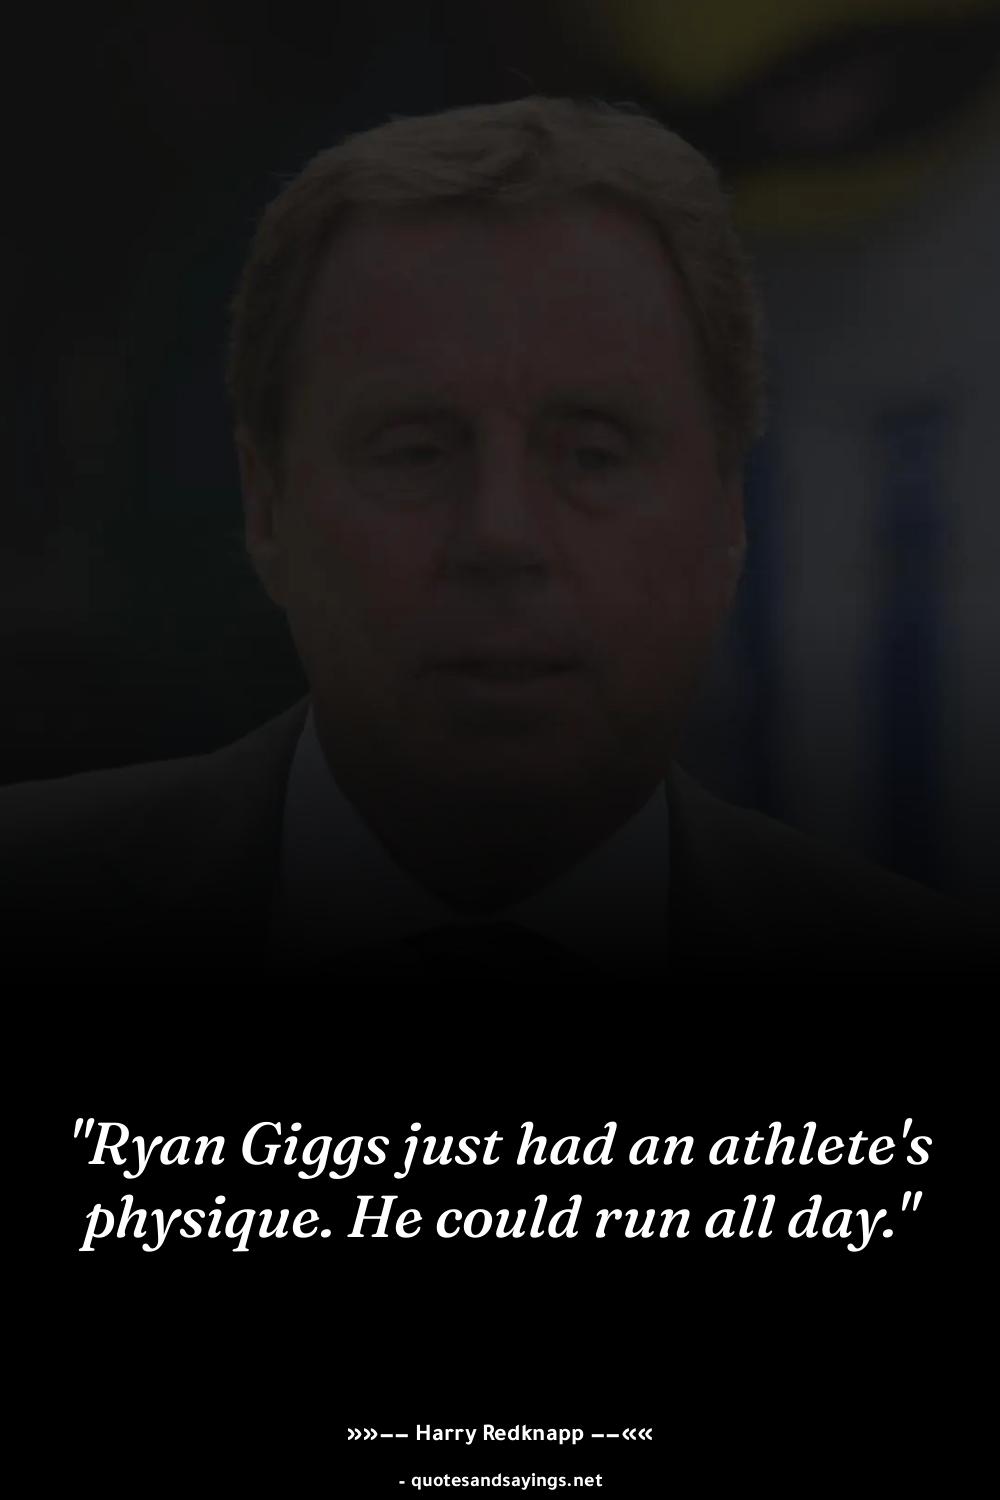 "Ryan Giggs just had an athlete's
physique. He could run all day."
»»–– Harry Redknapp ––««
- quotesandsayings.net